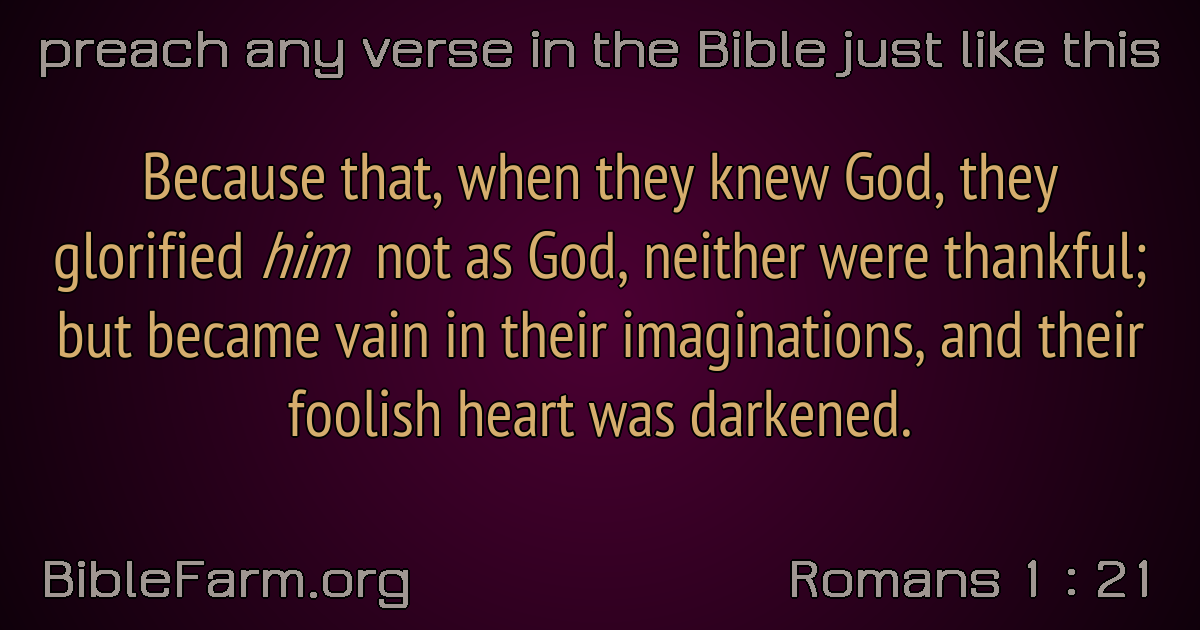 preach any verse in the Bible just like this
Because that, when they knew God, they
glorified him not as God, neither were thankful;
but became vain in their imaginations, and their
foolish heart was darkened.
BibleFarm.org
Romans 1 : 21